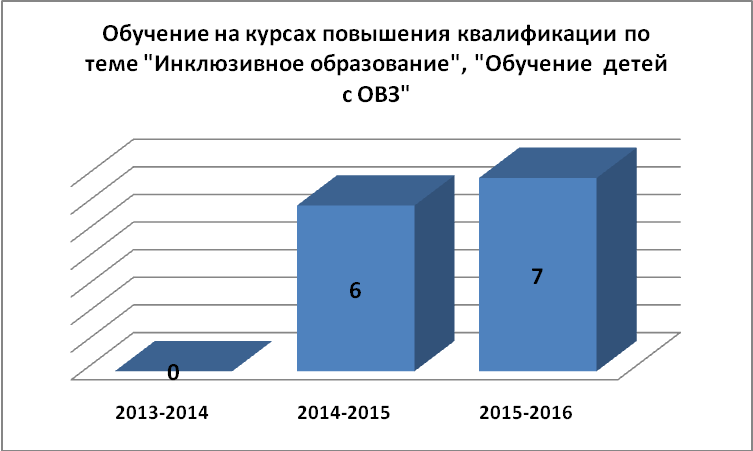 Обучение на курсах повышения квалификации по
теме "Инклюзивное образование", "Обучение  детей
с ОВЗ"
6
7
0
2013-2014
2014-2015
2015-2016